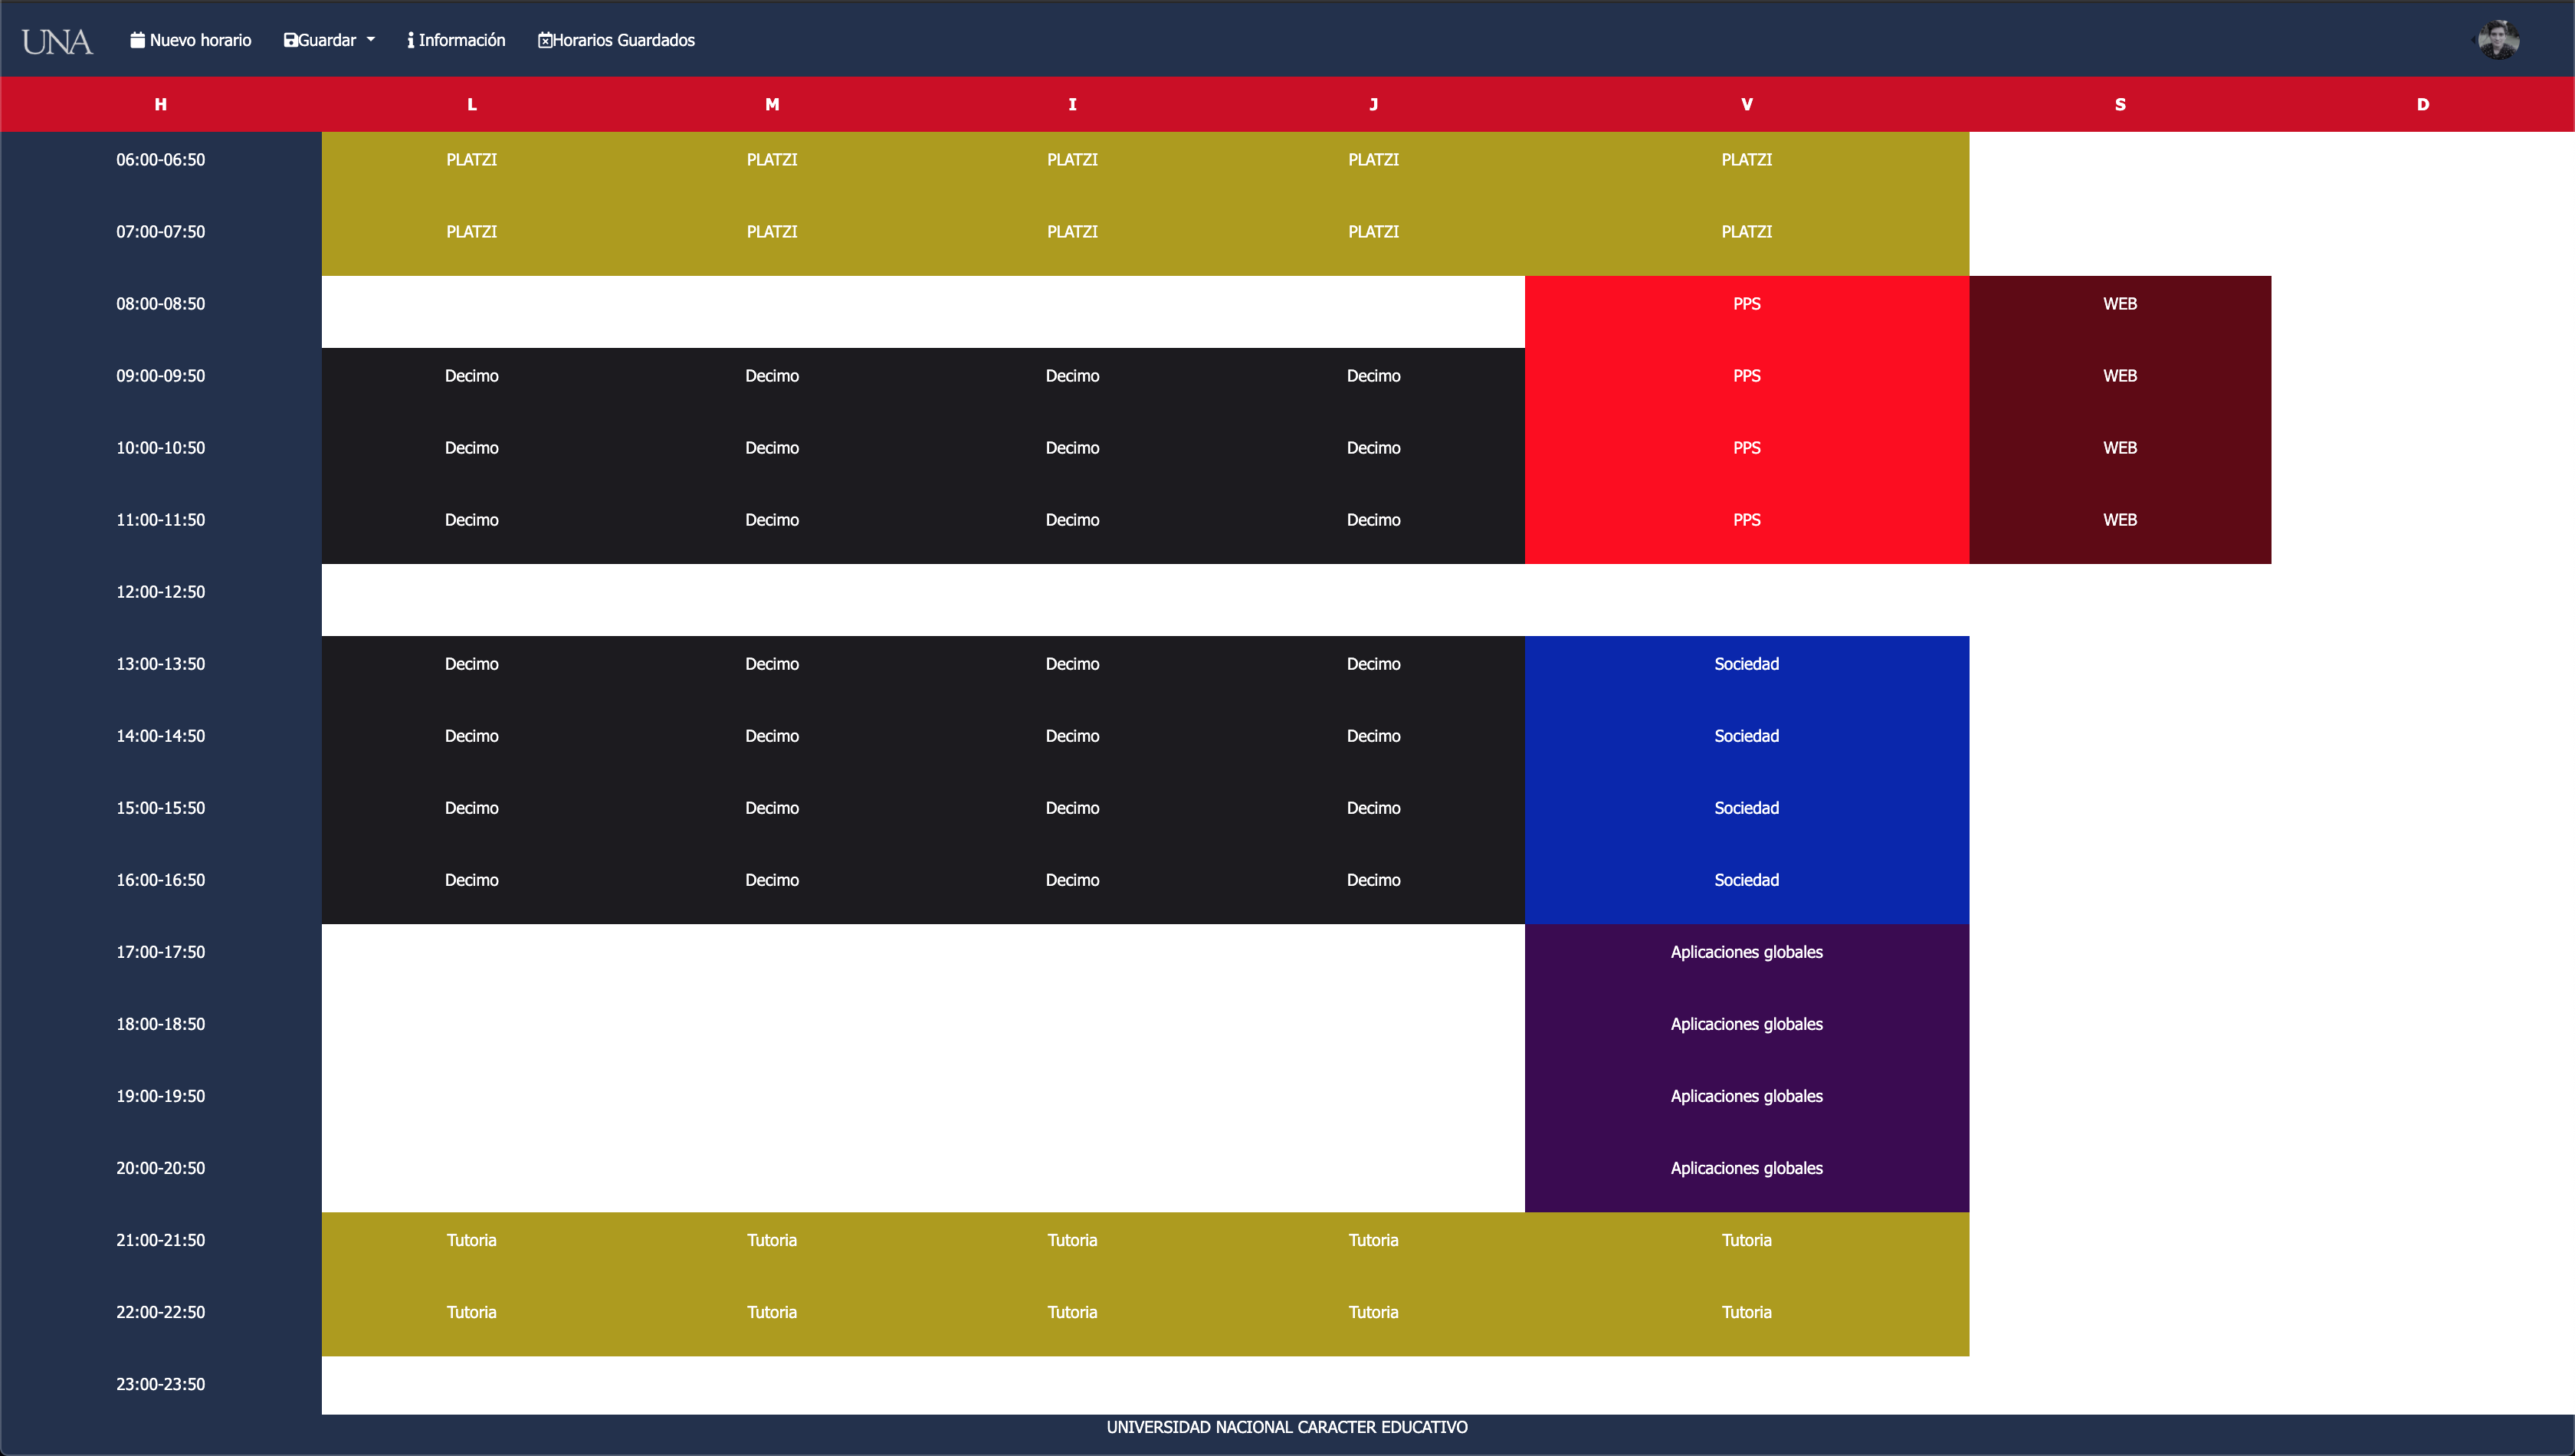 UNA Nuevo horario Guardar Información Horarios Guardados
H L M I J V S D
06:00-06:50 PLATZI PLATZI PLATZI PLATZI PLATZI
07:00-07:50 PLATZI PLATZI PLATZI PLATZI PLATZI
08:00-08:50 PPS WEB
09:00-09:50 Decimo Decimo Decimo Decimo PPS WEB
10:00-10:50 Decimo Decimo Decimo Decimo PPS WEB
11:00-11:50 Decimo Decimo Decimo Decimo PPS WEB
12:00-12:50
13:00-13:50 Decimo Decimo Decimo Decimo Sociedad
14:00-14:50 Decimo Decimo Decimo Decimo Sociedad
15:00-15:50 Decimo Decimo Decimo Decimo Sociedad
16:00-16:50 Decimo Decimo Decimo Decimo Sociedad
17:00-17:50 Aplicaciones globales
18:00-18:50 Aplicaciones globales
19:00-19:50 Aplicaciones globales
20:00-20:50 Aplicaciones globales
21:00-21:50 Tutoria Tutoria Tutoria Tutoria Tutoria
22:00-22:50 Tutoria Tutoria Tutoria Tutoria Tutoria
23:00-23:50
UNIVERSIDAD NACIONAL CARACTER EDUCATIVO